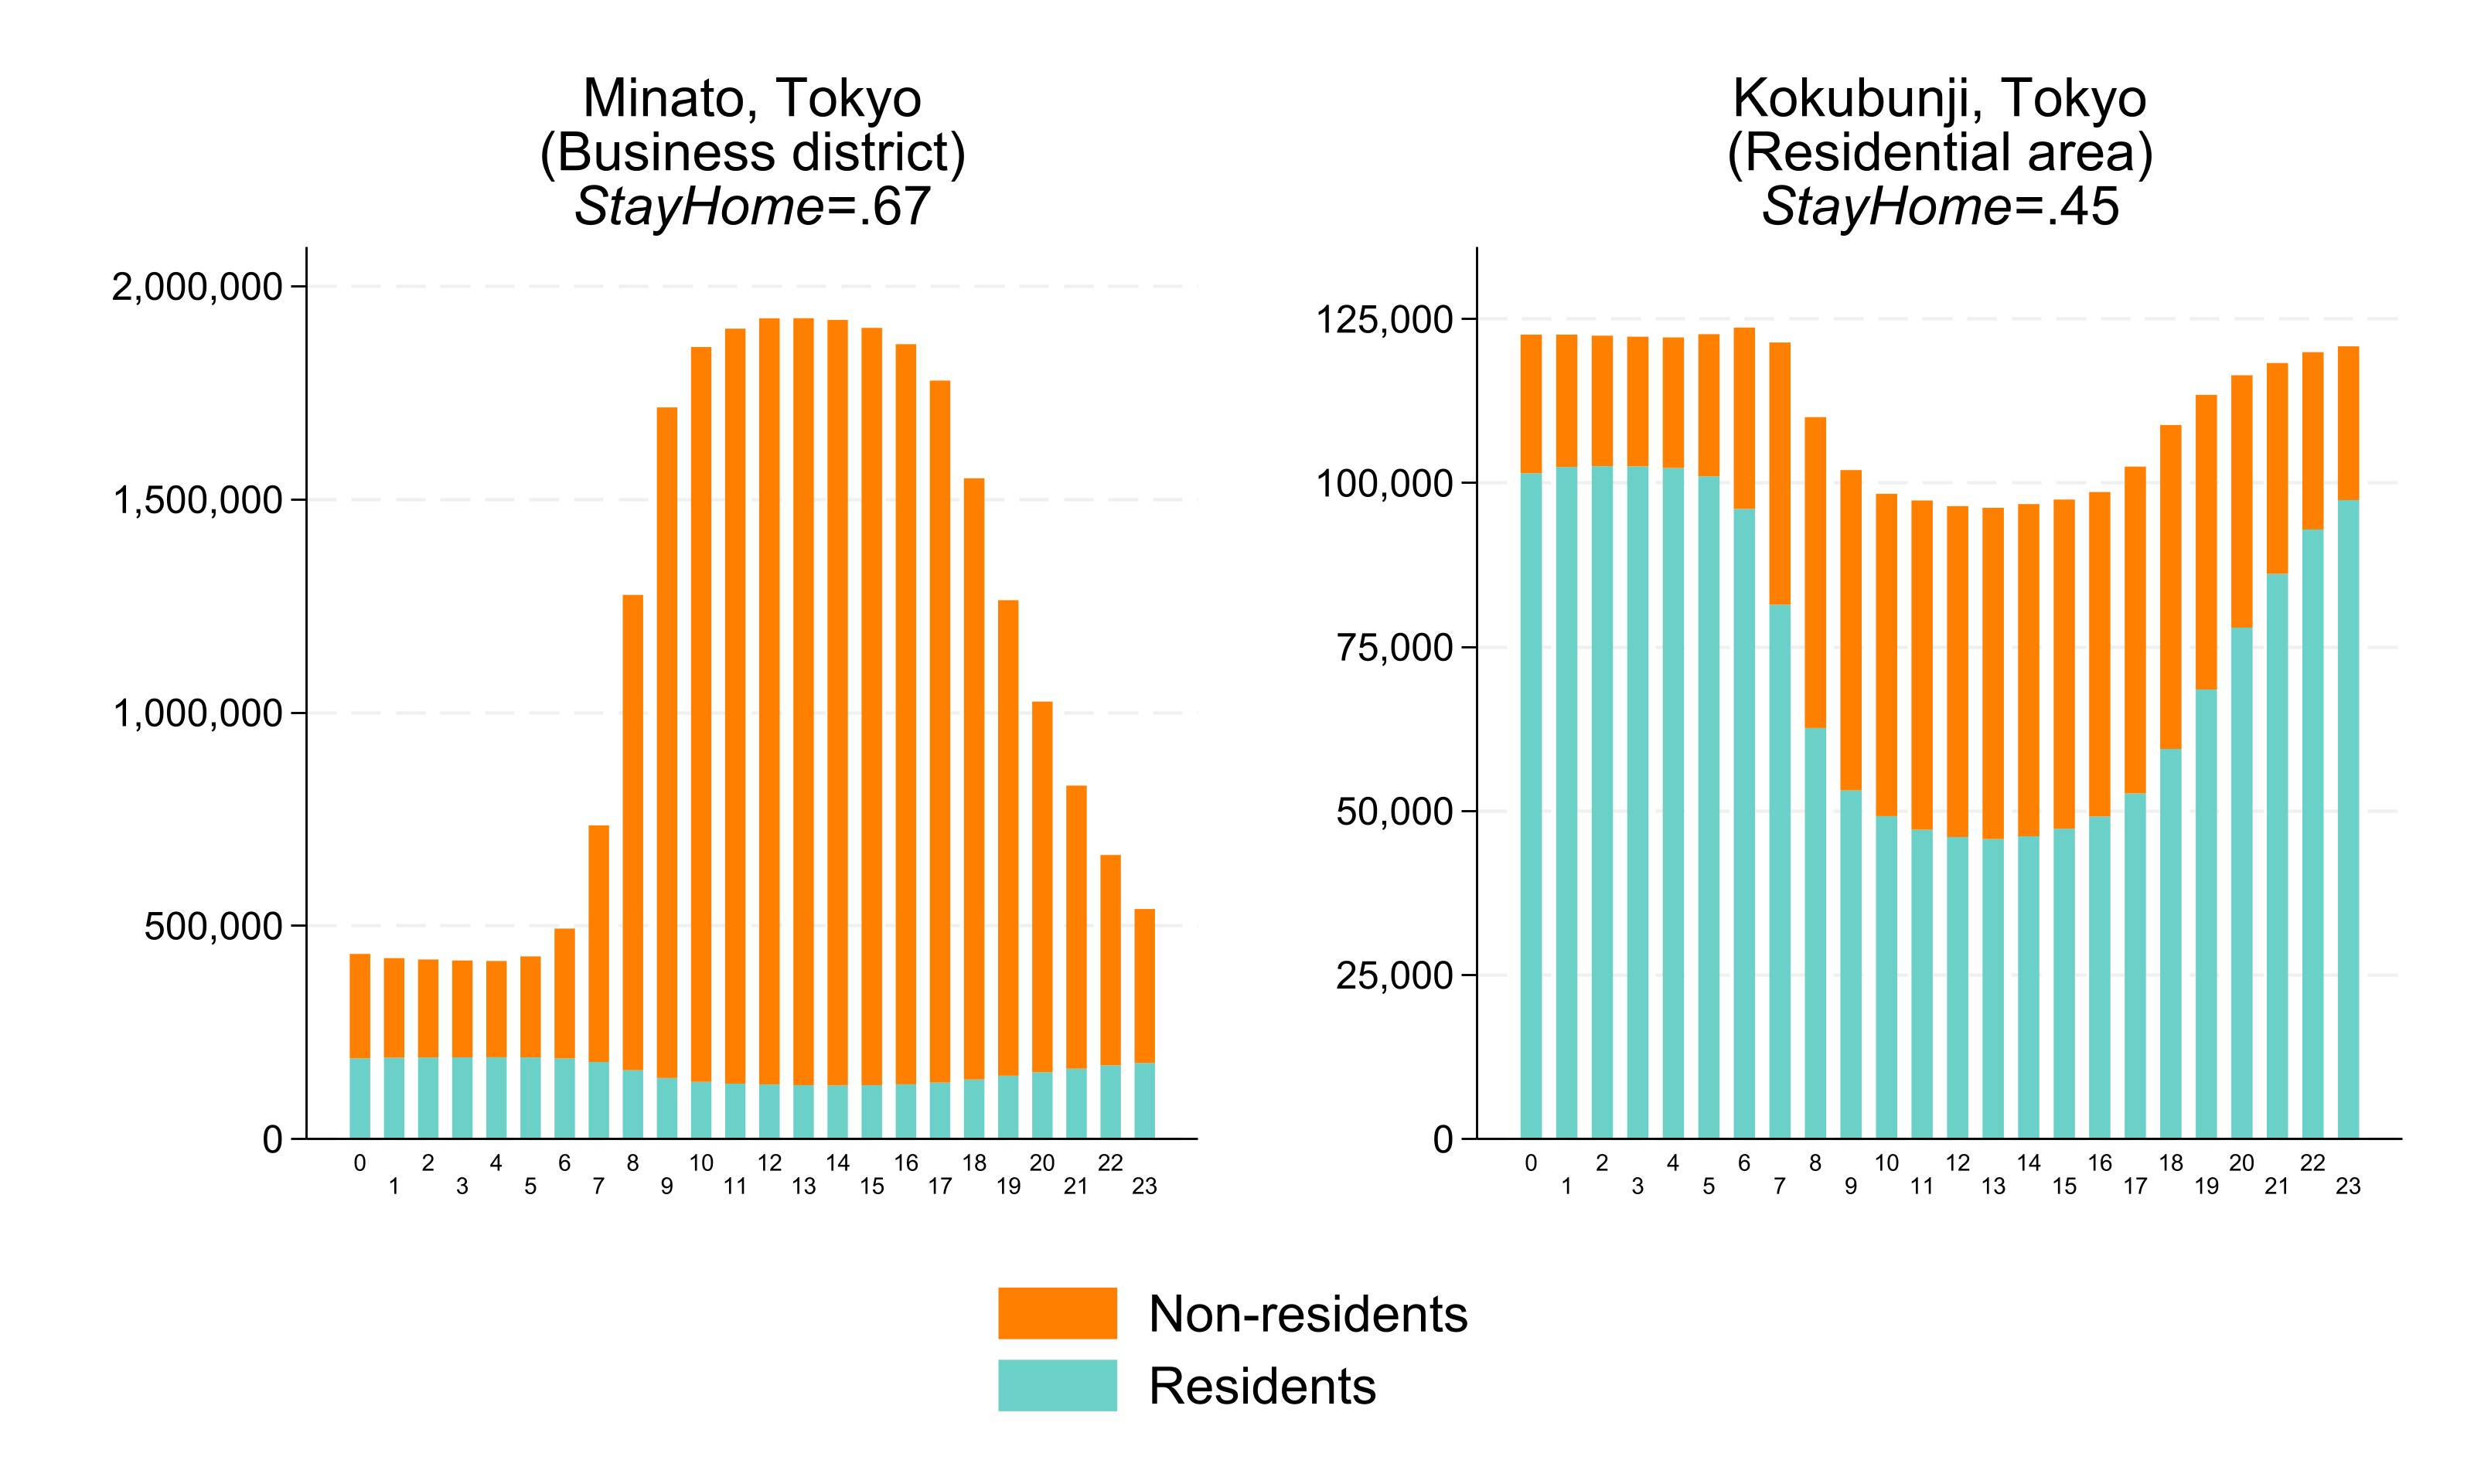 Minato, Tokyo
(Business district)
StayHome=.67
2,000,000
1,500,000
1,000,000
500,000
0
0 2 4 6 8 10 12 14 16 18 20 22
1 3 5 7 9 11 13 15 17 19 21 23
Kokubunji, Tokyo
(Residential area)
StayHome=.45
125,000
100,000
75,000
50,000
25,000
0
0 2 4 6 8 10 12 14 16 18 20 22
1 3 5 7 9 11 13 15 17 19 21 23
Non-residents
Residents